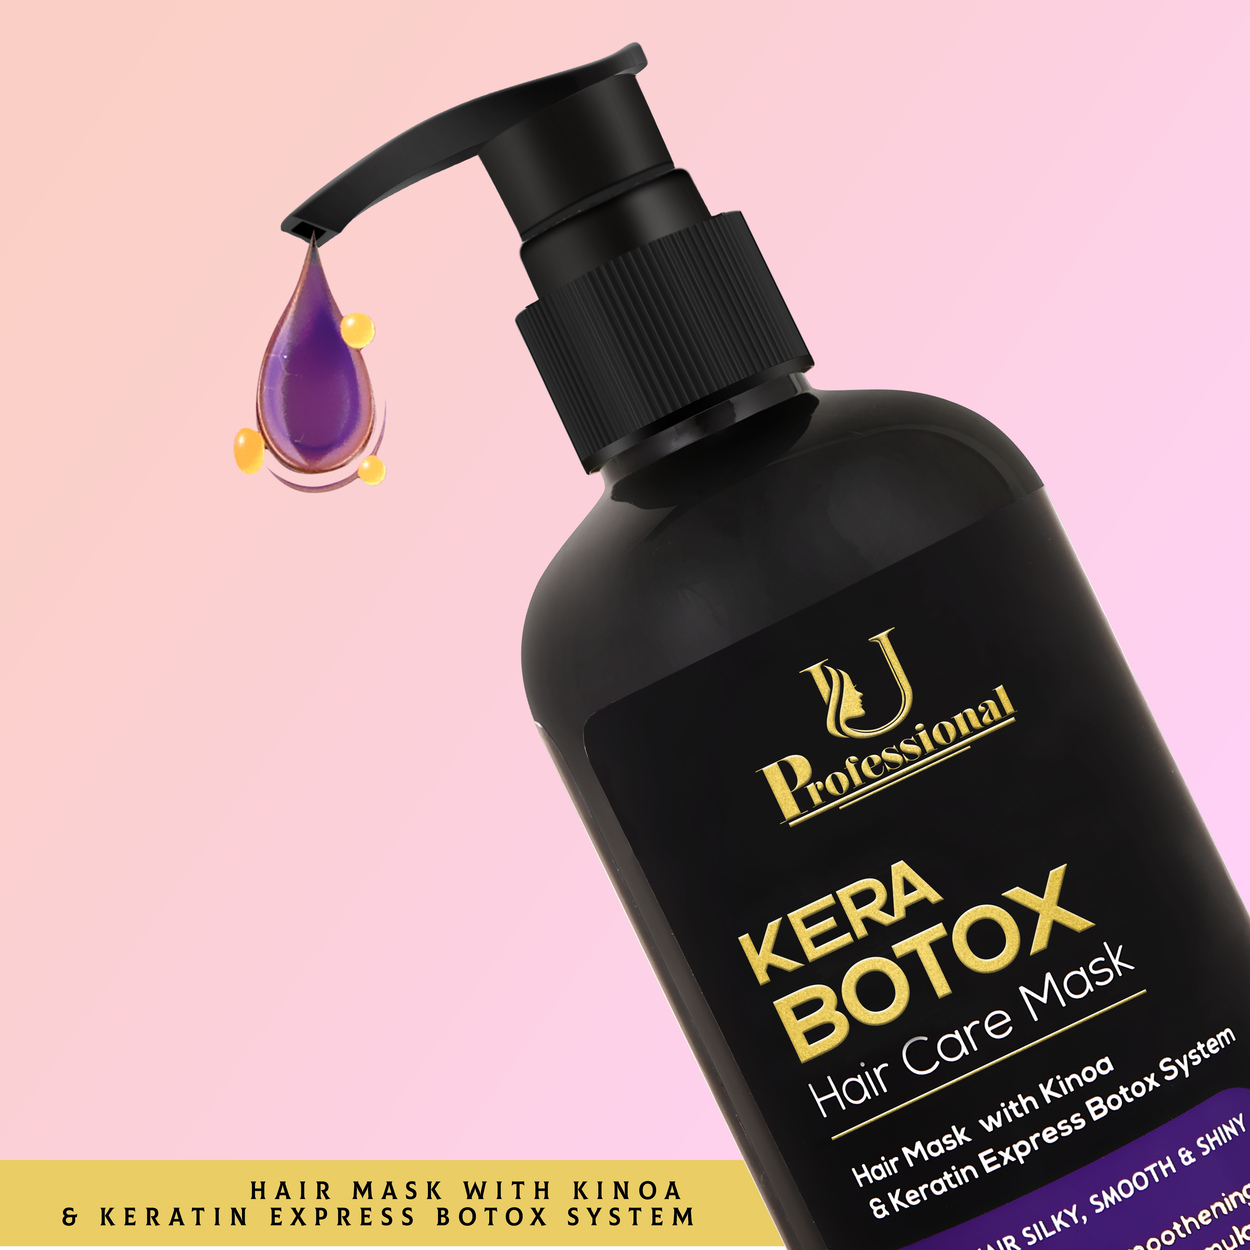 U
Professional
KERA
BOTOX
Hair Care Mask
Hair Mask with Kinoa
& Keratin Express Botox System
SILKY, SMOOTH & SHINY
HAIR MASK WITH KINOA
& KERATIN EXPRESS BOTOX SYSTEM